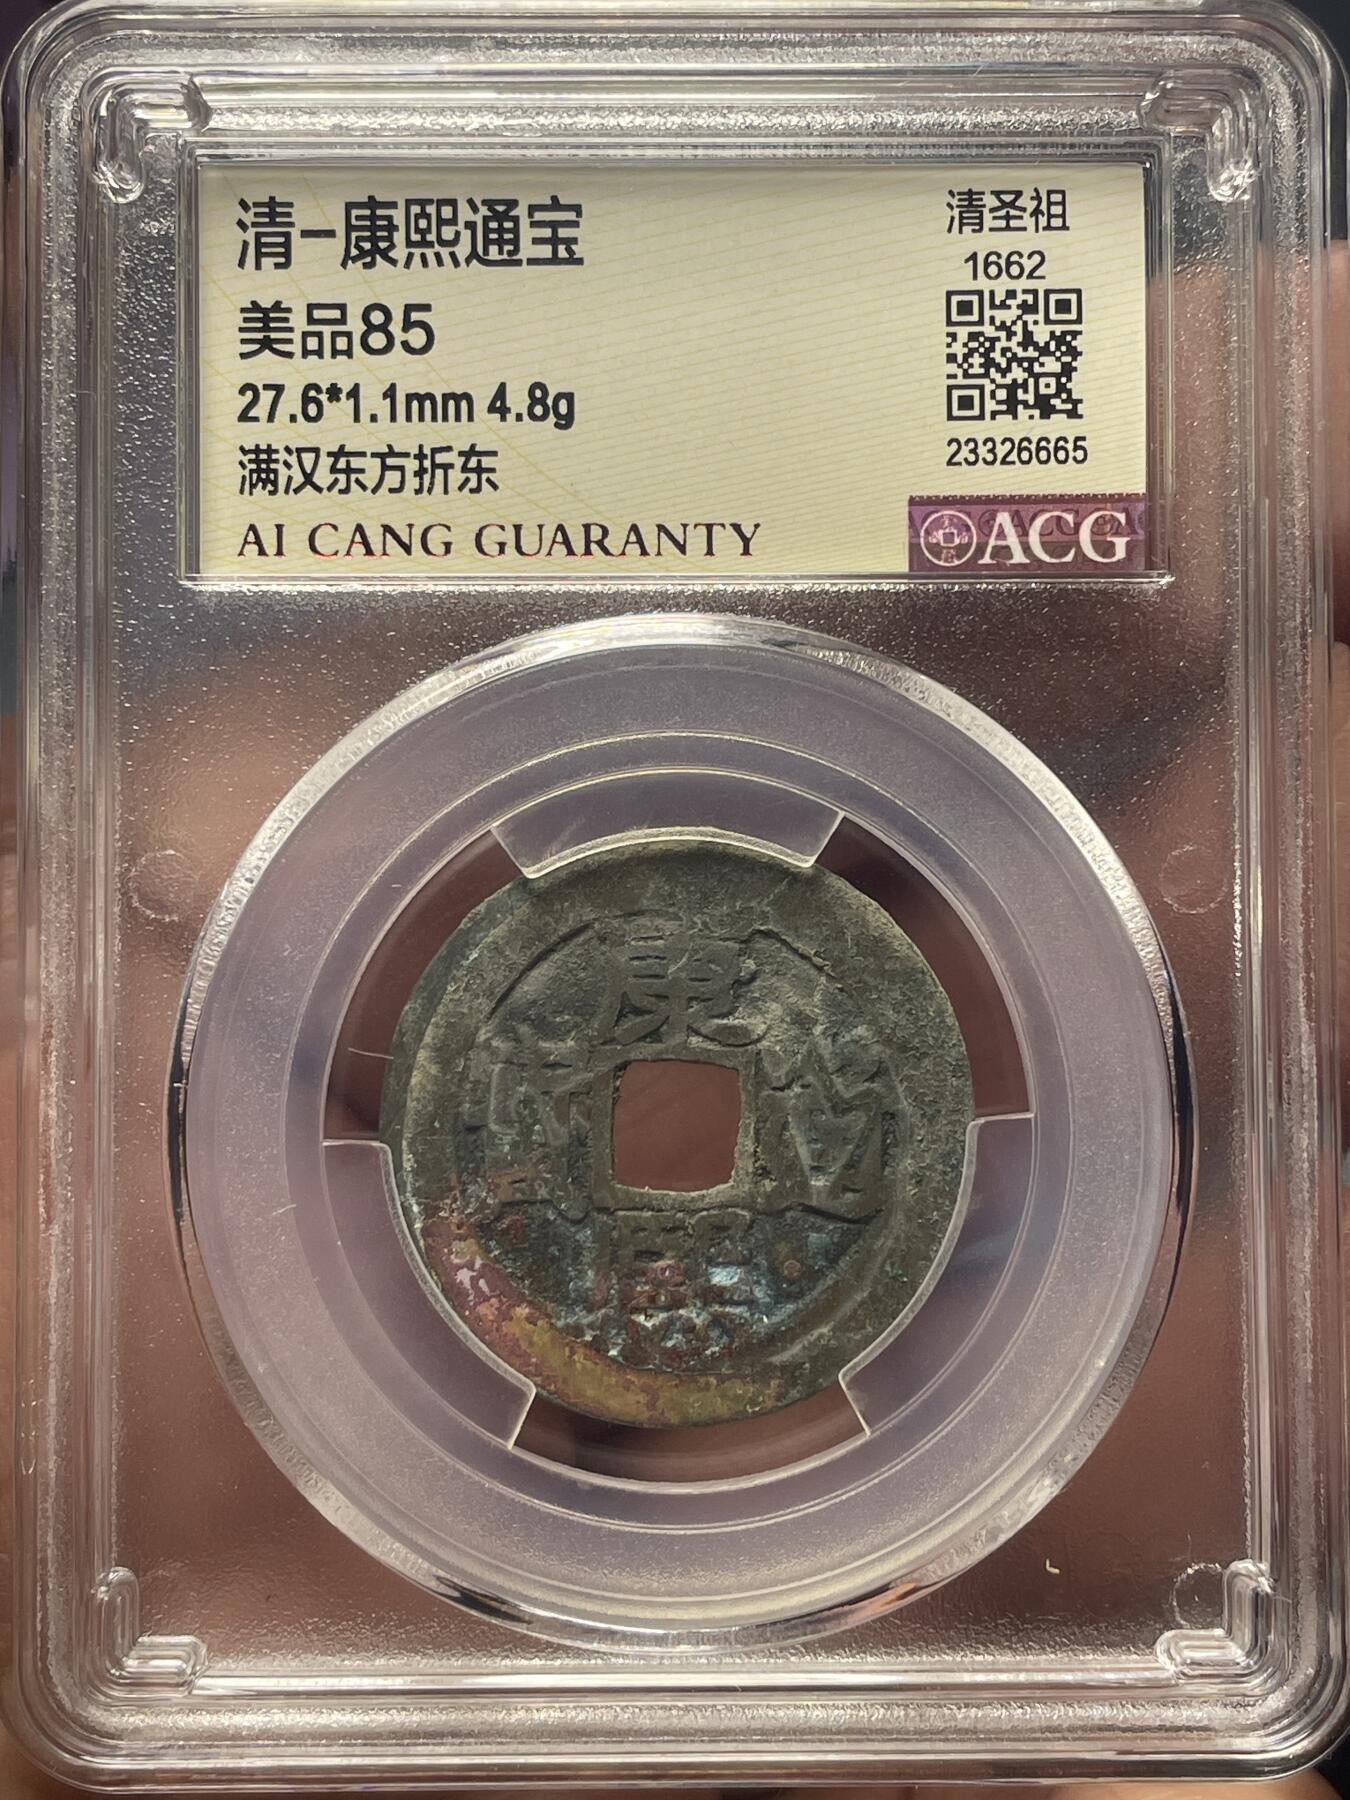 清-康熙通宝
美品85
27.6*1.1mm 4.8g
满汉东方折东
AI CANG GUARANTY
清圣祖
1662
23326665
ACG
康熙通寳